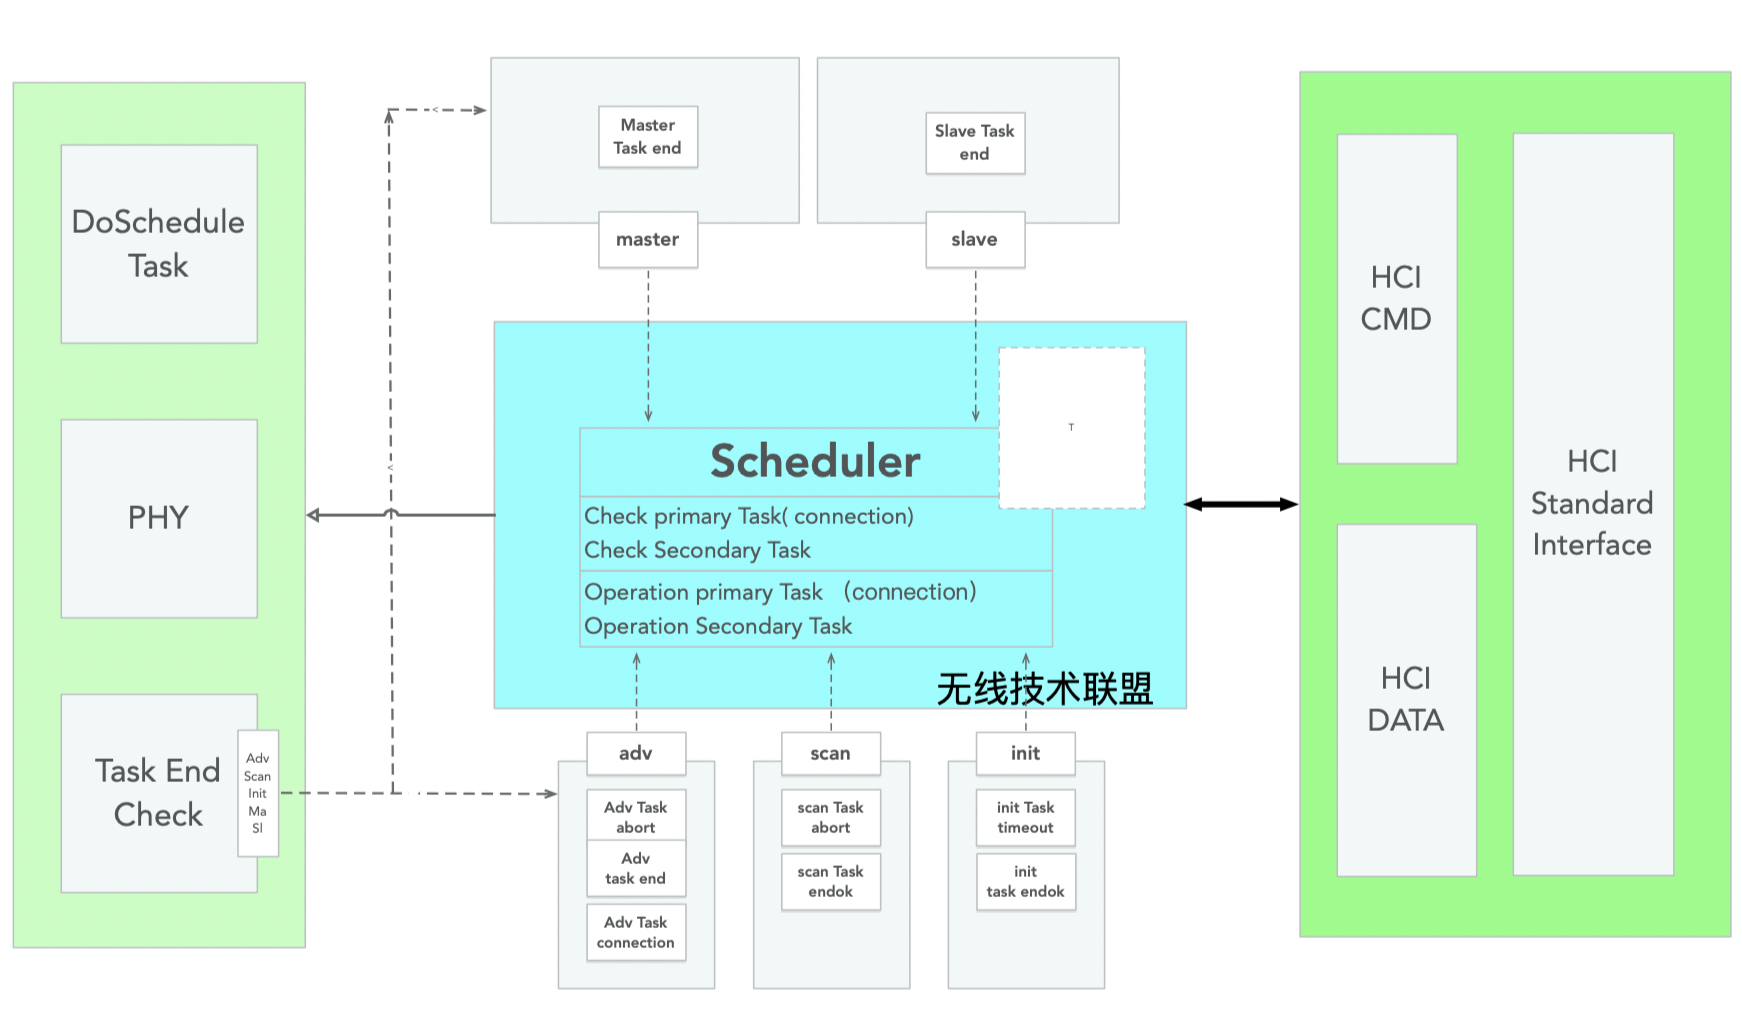 DoSchedule
Task
PHY
Task End
Check
Adv
Scan
Init
Ma
Sl
Master
Task end
master
Slave Task
end
slave
T
Scheduler
Check primary Task( connection)
Check Secondary Task
Operation primary Task （connection）
Operation Secondary Task
无线技术联盟
adv
Adv Task
abort
Adv
task end
Adv Task
connection
scan
scan Task
abort
scan Task
endok
init
init Task
timeout
init
task endok
HCI
CMD
HCI
DATA
HCI
Standard
Interface